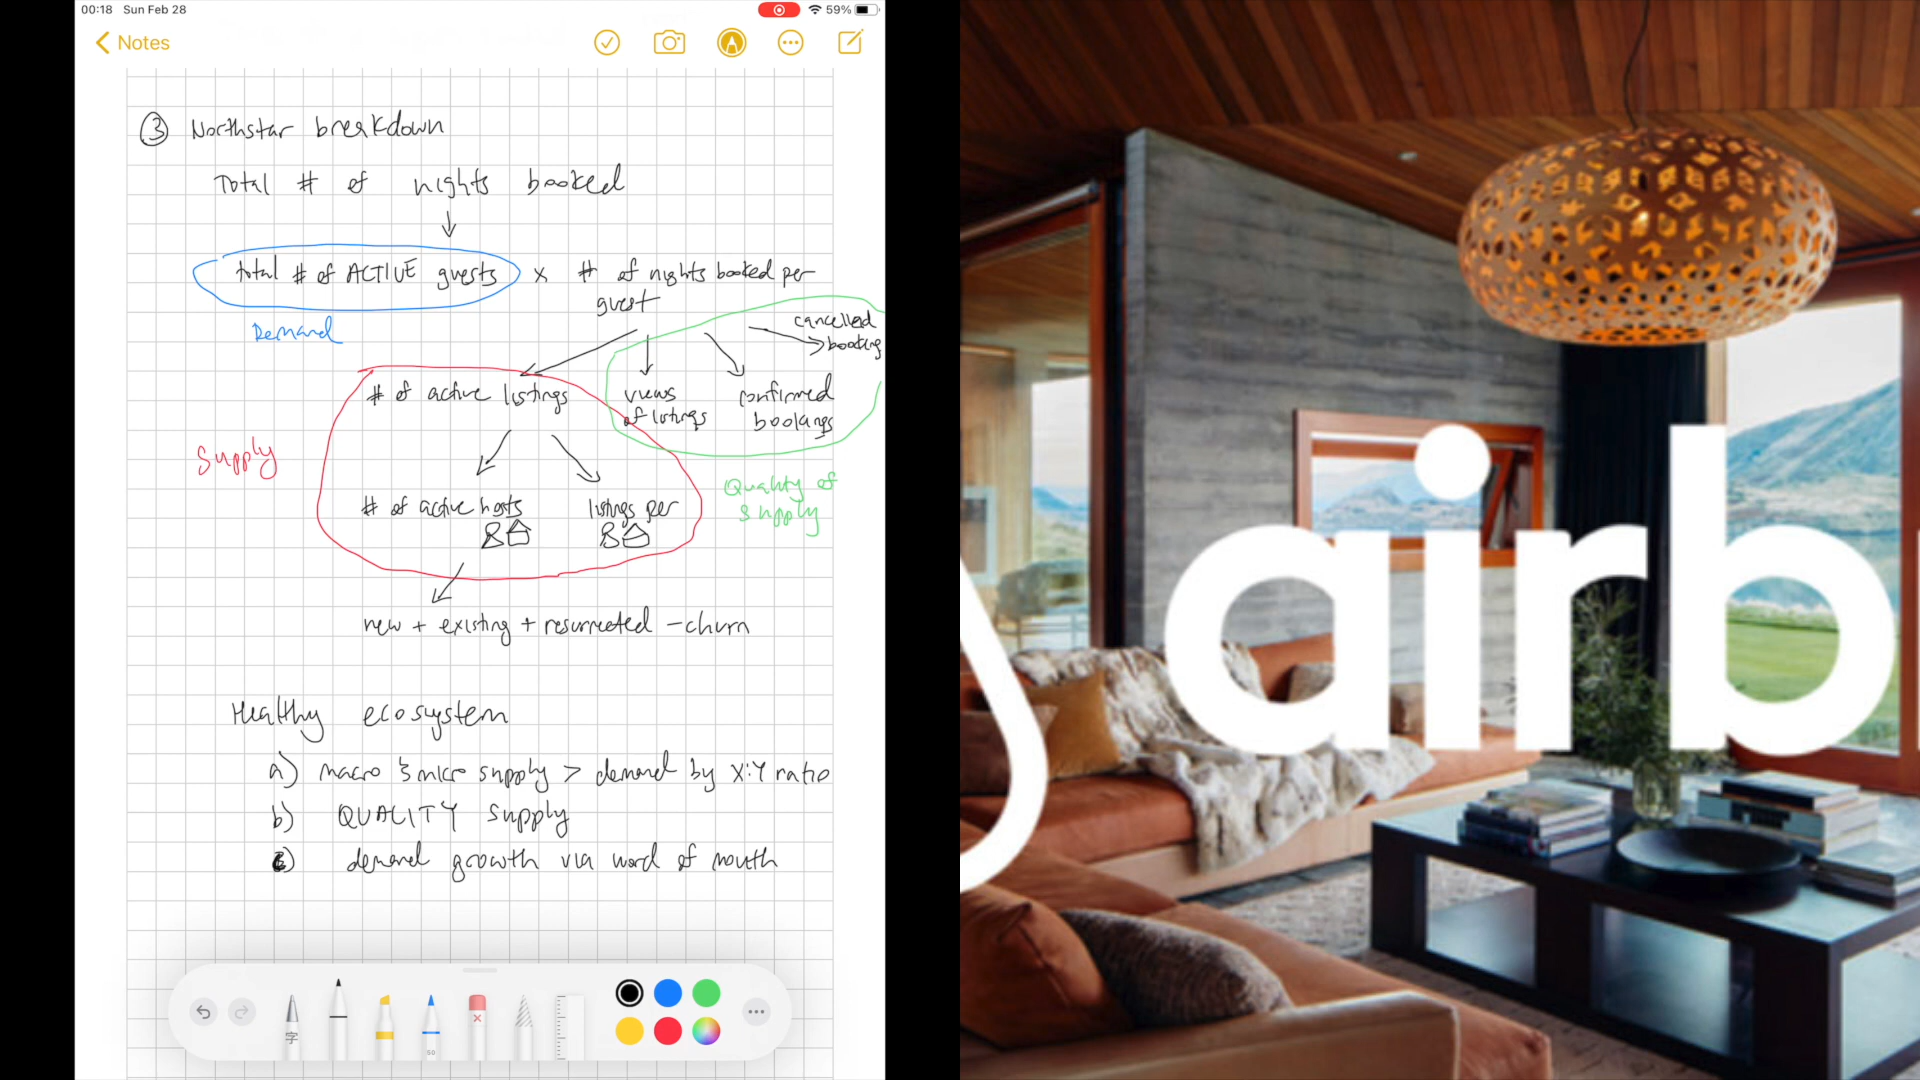 00:18 Sun Feb 28
59%
Notes
③ Northstar breakdown
Total # of nights booked
total # of ACTIVE guests x # of nights booked per
guest
Demand
cancelled
booking
# of active listings
views
of listings
confirmed
bookings
Supply
# of active hosts
listings per
Quality of
supply
new + existing + resurrected - churn
Healthy ecosystem
a) macro & micro supply > demand by X:Y ratio
b) QUALITY supply
c) demand growth via word of mouth
字
50
airb